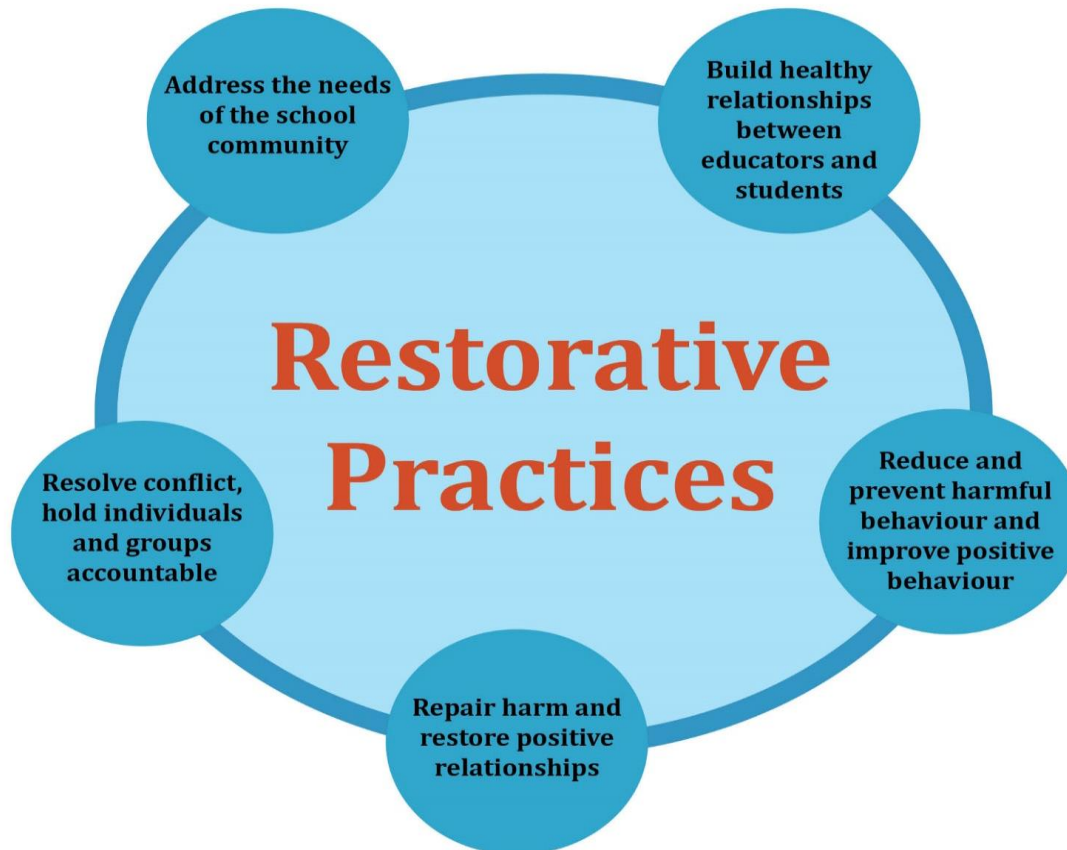 Address the needs
of the school
community
Build healthy
relationships
between
educators and
students
Restorative
Practices
Resolve conflict,
hold individuals
and groups
accountable
Reduce and
prevent harmful
behaviour and
improve positive
behaviour
Repair harm and
restore positive
relationships